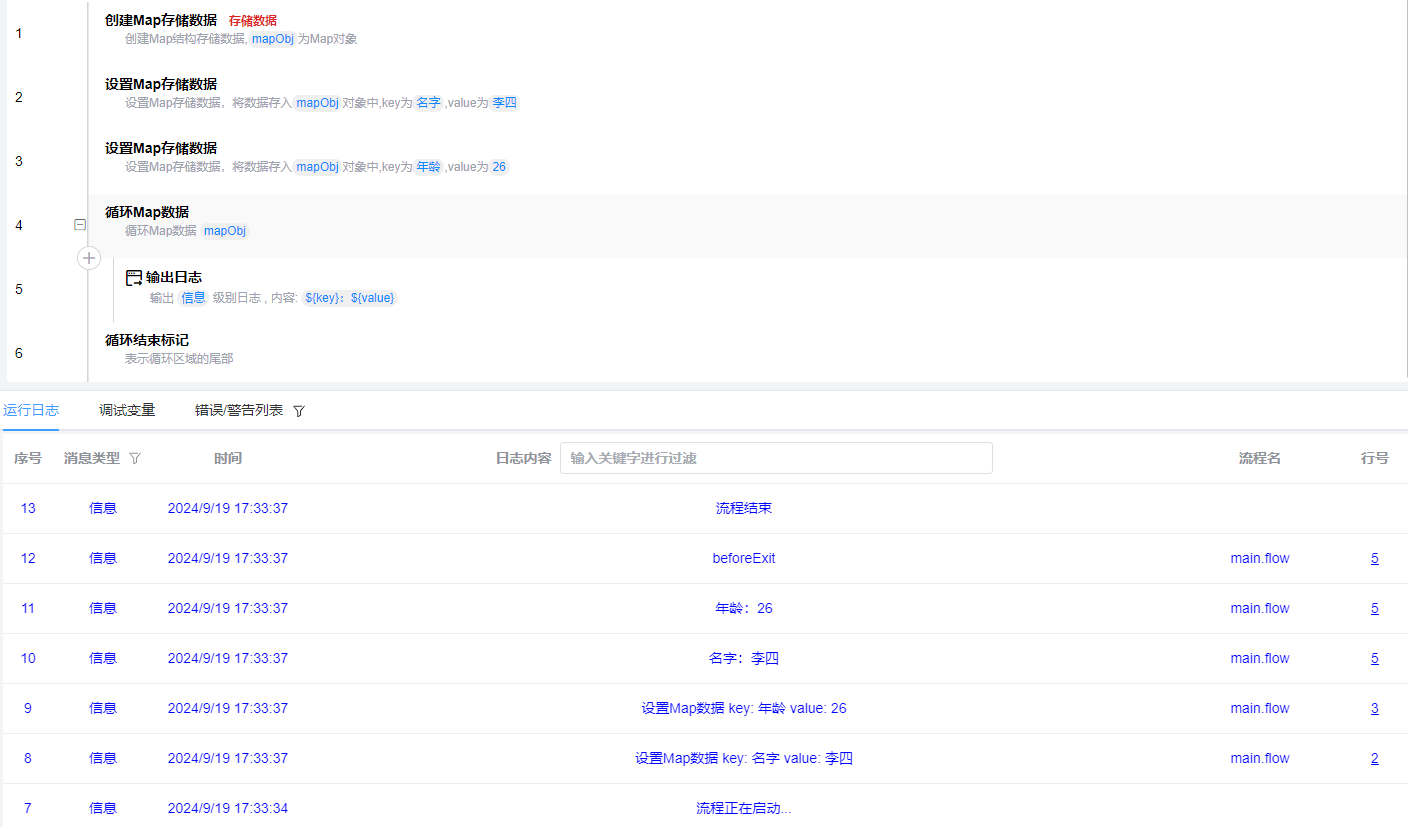 1
创建Map存储数据 存储数据
创建Map结构存储数据, mapObj 为Map对象
2
设置Map存储数据
设置Map存储数据，将数据存入 mapObj 对象中,key为 名字 ,value为 李四
3
设置Map存储数据
设置Map存储数据，将数据存入 mapObj 对象中,key为 年龄 ,value为 26
4
循环Map数据
循环Map数据 mapObj
5
输出日志
输出 信息 级别日志 , 内容: ${key}：${value}
6
循环结束标记
表示循环区域的尾部
运行日志 调试变量 错误/警告列表
序号 消息类型 时间 日志内容 输入关键字进行过滤 流程名 行号
13 信息 2024/9/19 17:33:37 流程结束
12 信息 2024/9/19 17:33:37 beforeExit main.flow 5
11 信息 2024/9/19 17:33:37 年龄：26 main.flow 5
10 信息 2024/9/19 17:33:37 名字：李四 main.flow 5
9 信息 2024/9/19 17:33:37 设置Map数据 key: 年龄 value: 26 main.flow 3
8 信息 2024/9/19 17:33:37 设置Map数据 key: 名字 value: 李四 main.flow 2
7 信息 2024/9/19 17:33:34 流程正在启动...